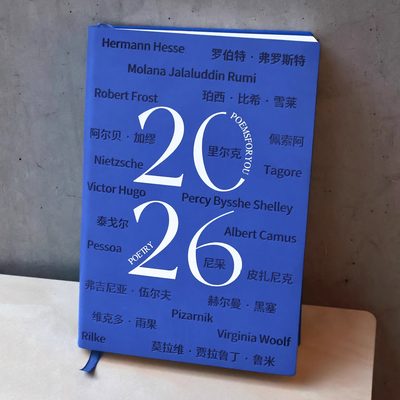 Hermann Hesse
罗伯特·弗罗斯特
Molana Jalaluddin Rumi
Robert Frost
珀西·比希·雪莱
20
POEMSFORYOU
阿尔贝·加缪
里尔克
佩索阿
Nietzsche
Tagore
Victor Hugo
Percy Bysshe Shelley
泰戈尔
Albert Camus
26
POETRY
Pessoa
尼采
皮扎尼克
弗吉尼亚·伍尔夫
赫尔曼·黑塞
Pizarnik
维克多·雨果
Virginia Woolf
Rilke
莫拉维·贾拉鲁丁·鲁米